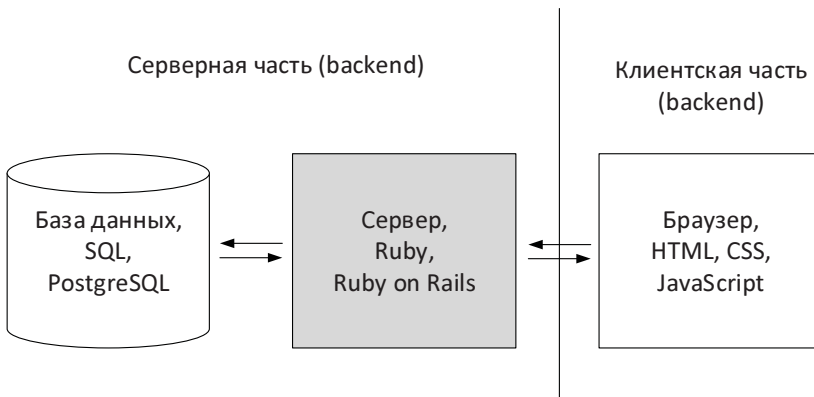 Серверная часть (backend)
Клиентская часть
(backend)
База данных,
SQL,
PostgreSQL
Сервер,
Ruby,
Ruby on Rails
Браузер,
HTML, CSS,
JavaScript